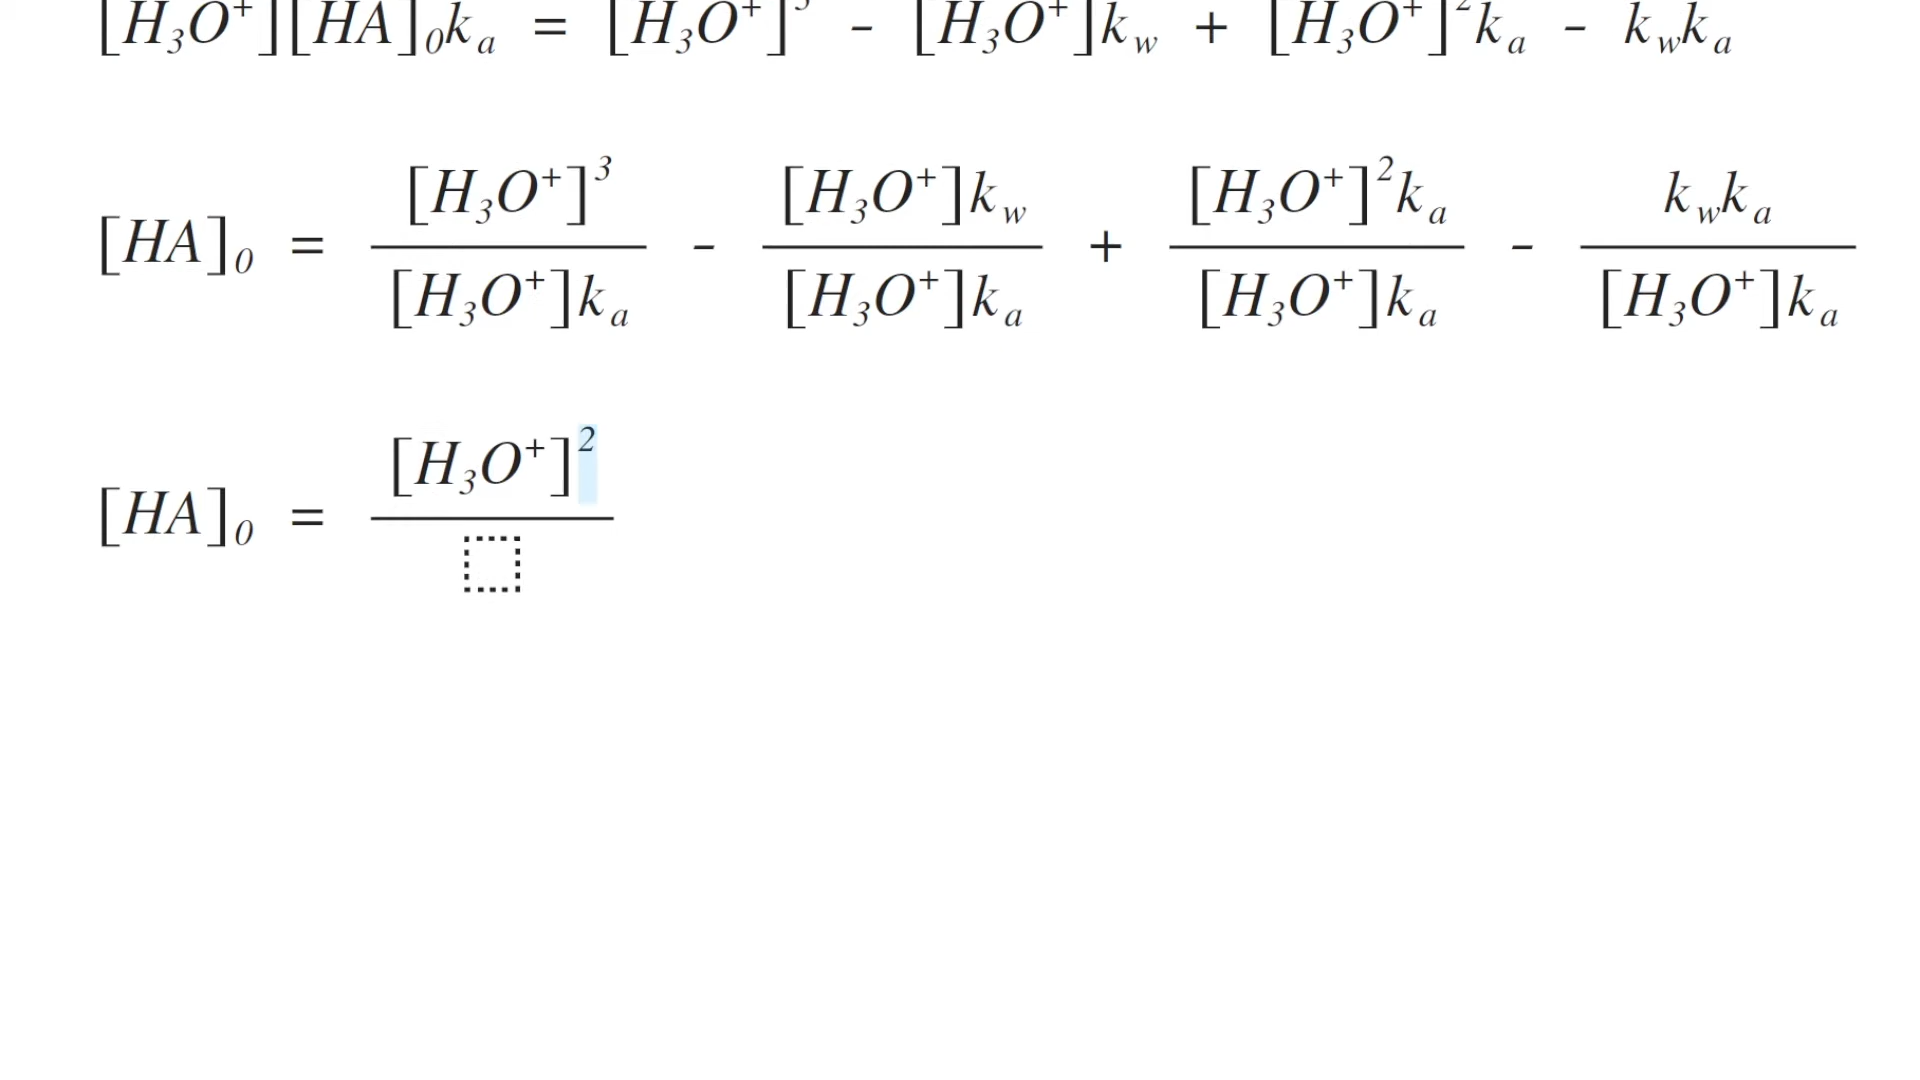 [H₃O⁺][HA]₀kₐ = [H₃O⁺]³ - [H₃O⁺]k_w + [H₃O⁺]²kₐ - k_wkₐ
[HA]₀ = [H₃O⁺]³/[H₃O⁺]kₐ - [H₃O⁺]k_w/[H₃O⁺]kₐ + [H₃O⁺]²kₐ/[H₃O⁺]kₐ - k_wkₐ/[H₃O⁺]kₐ
[HA]₀ = [H₃O⁺]²/